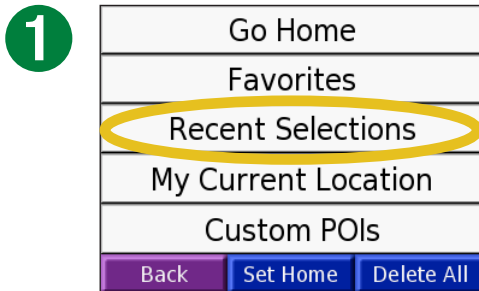 1
Go Home
Favorites
Recent Selections
My Current Location
Custom POIs
Back Set Home Delete All